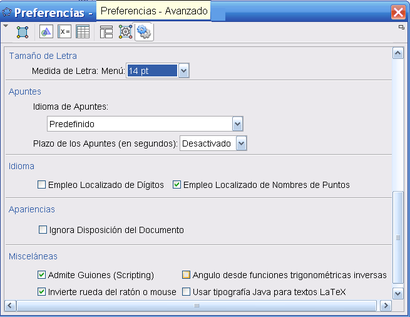 Preferencias - 
Preferencias - Avanzado
Tamaño de Letra
Medida de Letra: Menú: 14 pt
Apuntes
Idioma de Apuntes:
Predefinido
Plazo de los Apuntes (en segundos): Desactivado
Idioma
Empleo Localizado de Dígitos Empleo Localizado de Nombres de Puntos
Apariencias
Ignora Disposición del Documento
Misceláneas
Admite Guiones (Scripting) Angulo desde funciones trigonométricas inversas
Invierte rueda del ratón o mouse Usar tipografía Java para textos LaTeX